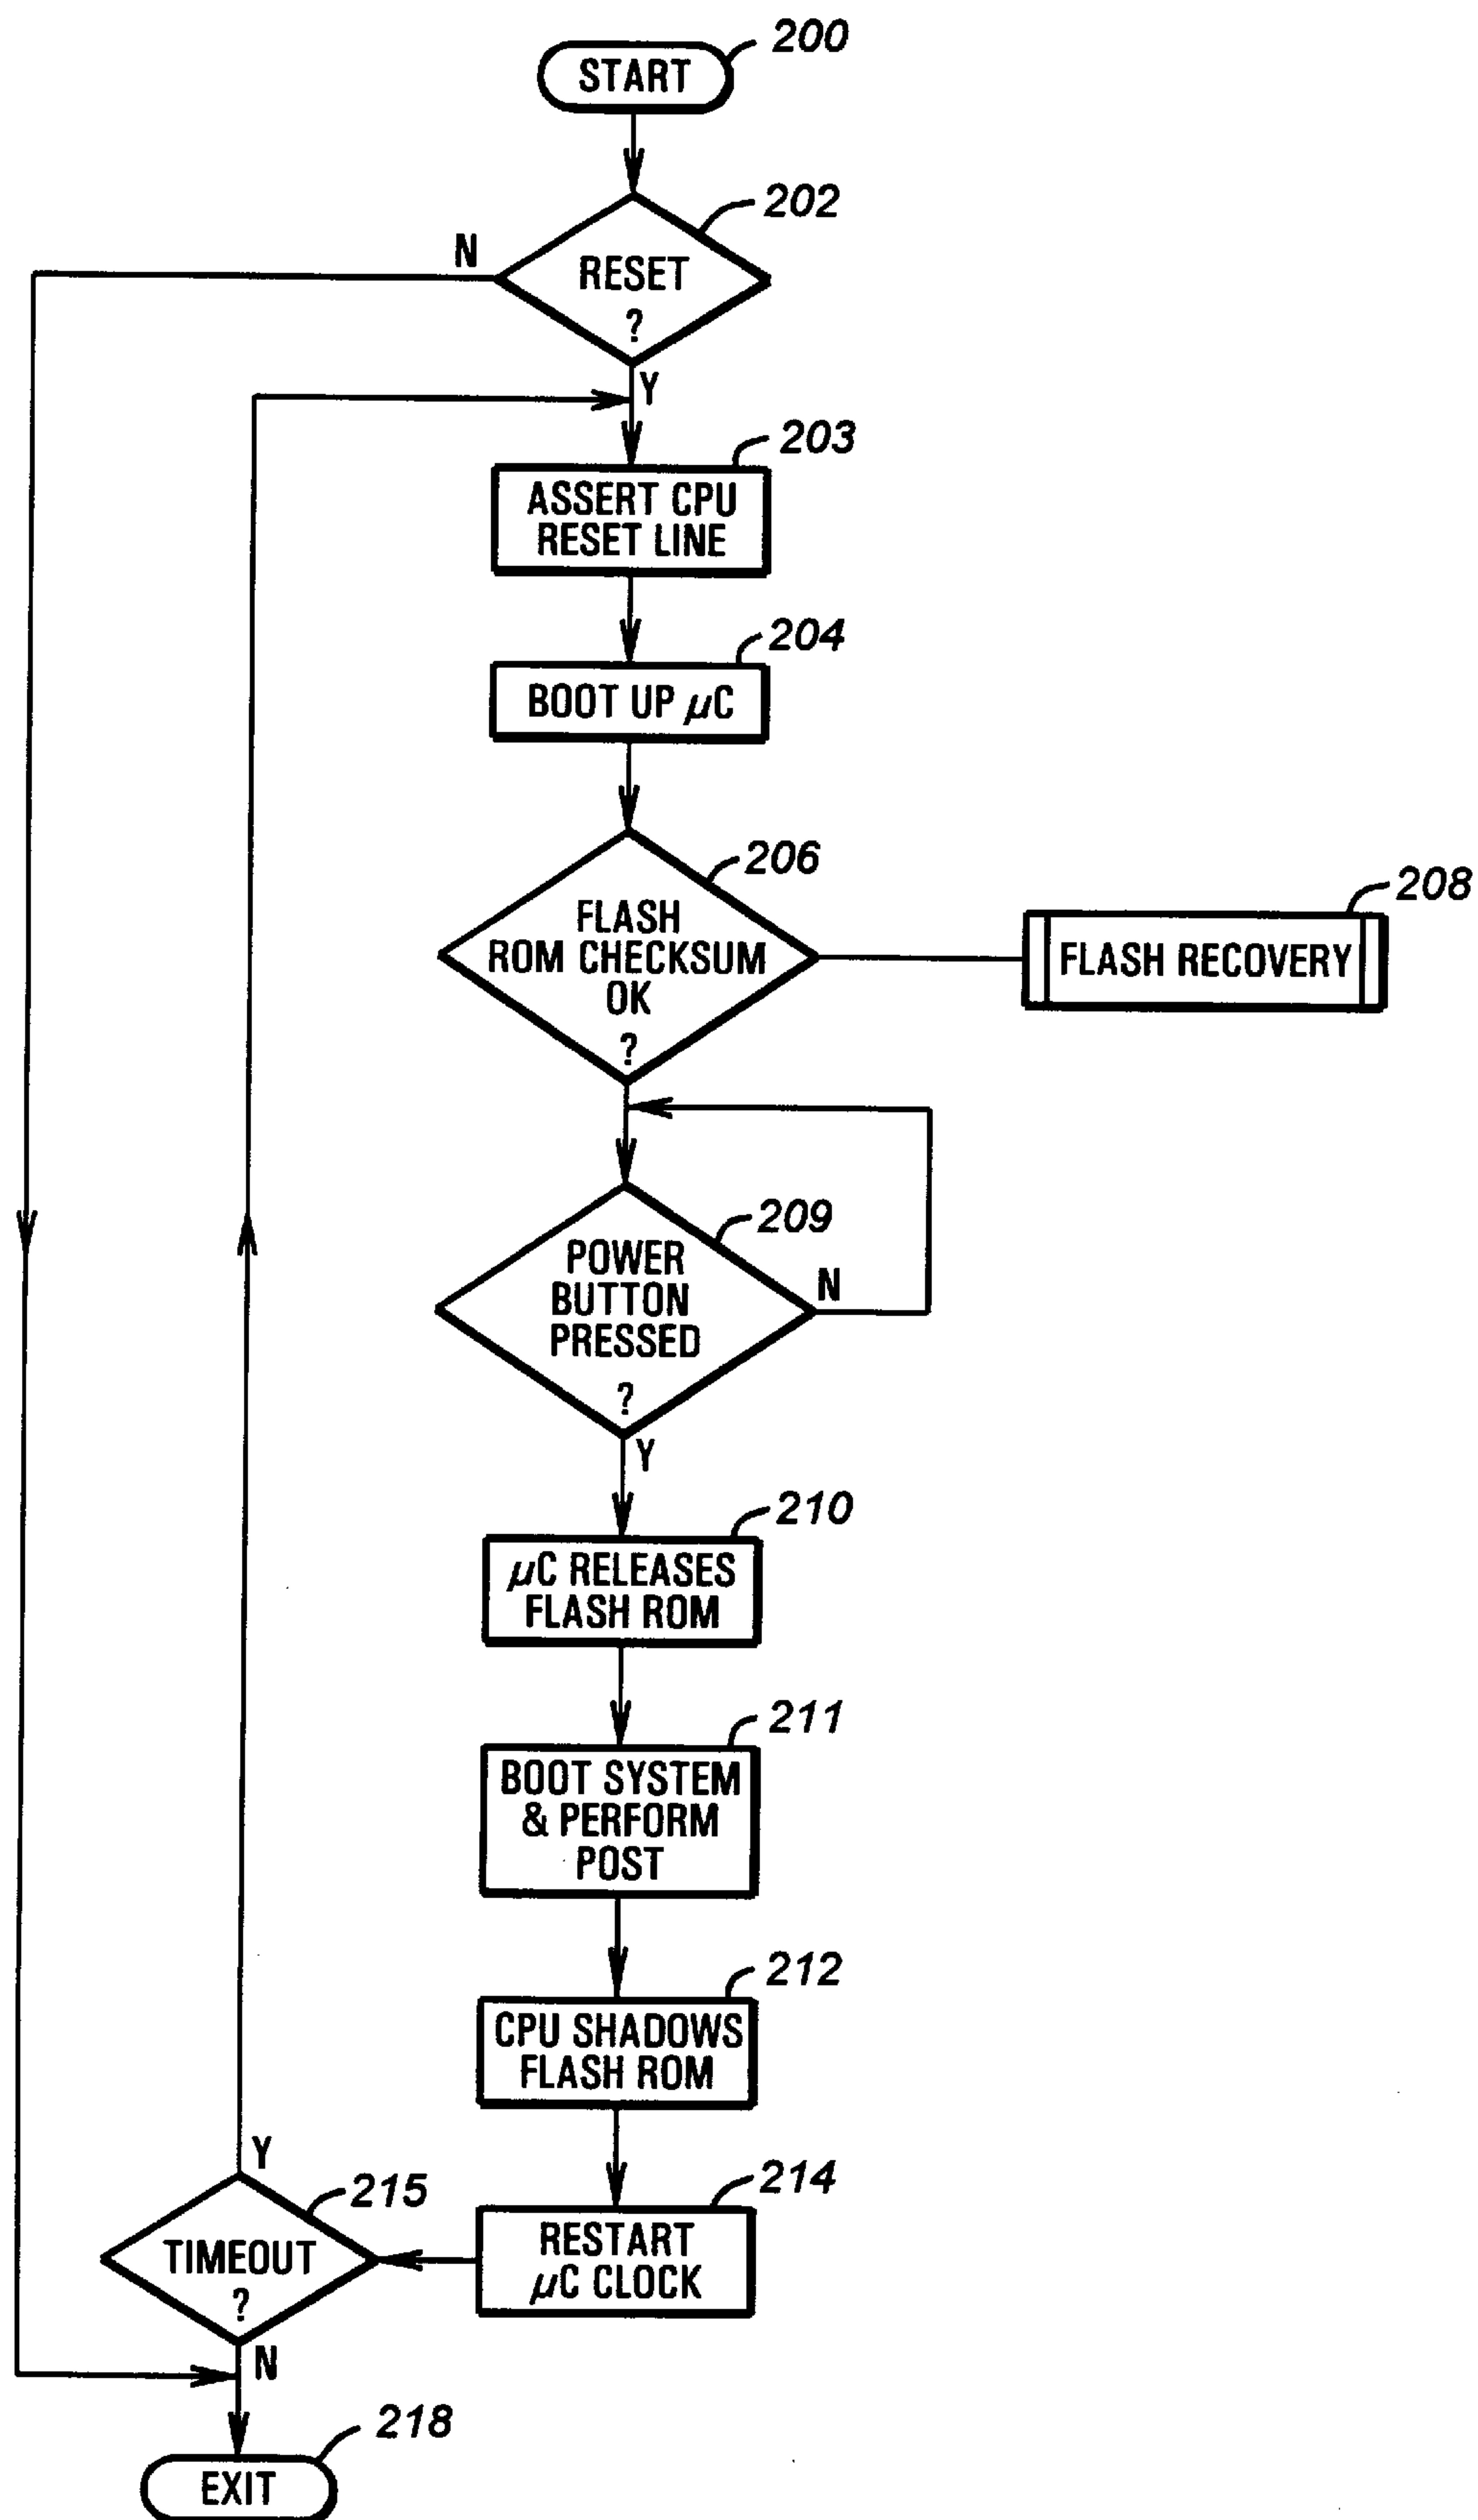 200
START
202
N
RESET
?
Y
203
ASSERT CPU
RESET LINE
204
BOOT UP µC
206
FLASH
ROM CHECKSUM
OK
?
208
FLASH RECOVERY
209
POWER
BUTTON
PRESSED
?
N
Y
210
µC RELEASES
FLASH ROM
211
BOOT SYSTEM
& PERFORM
POST
212
CPU SHADOWS
FLASH ROM
214
RESTART
µC CLOCK
Y
215
TIMEOUT
?
N
218
EXIT